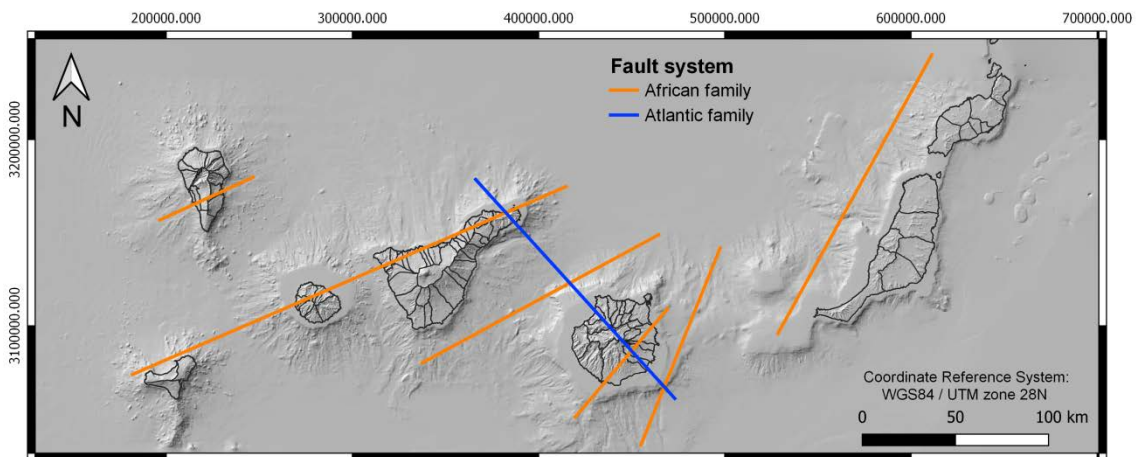 200000.000 300000.000 400000.000 500000.000 600000.000 700000.000
Fault system
African family
Atlantic family
N
3200000.000
3100000.000
Coordinate Reference System:
WGS84 / UTM zone 28N
0 50 100 km